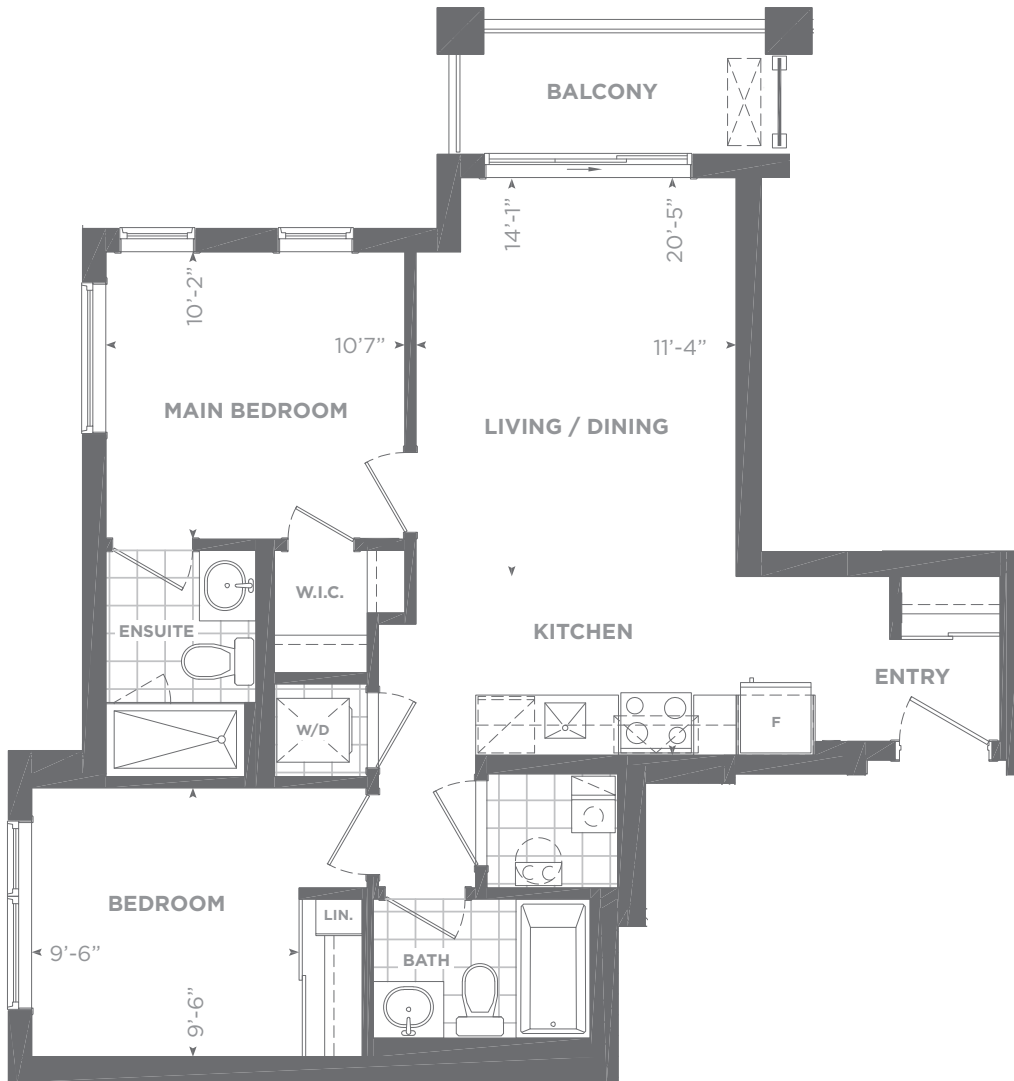 BALCONY
14'-1"
20'-5"
10'-2"
10'7"
11'-4"
MAIN BEDROOM
LIVING / DINING
W.I.C.
ENSUITE
KITCHEN
ENTRY
W/D
F
BEDROOM
LIN.
9'-6"
BATH
9'-6"